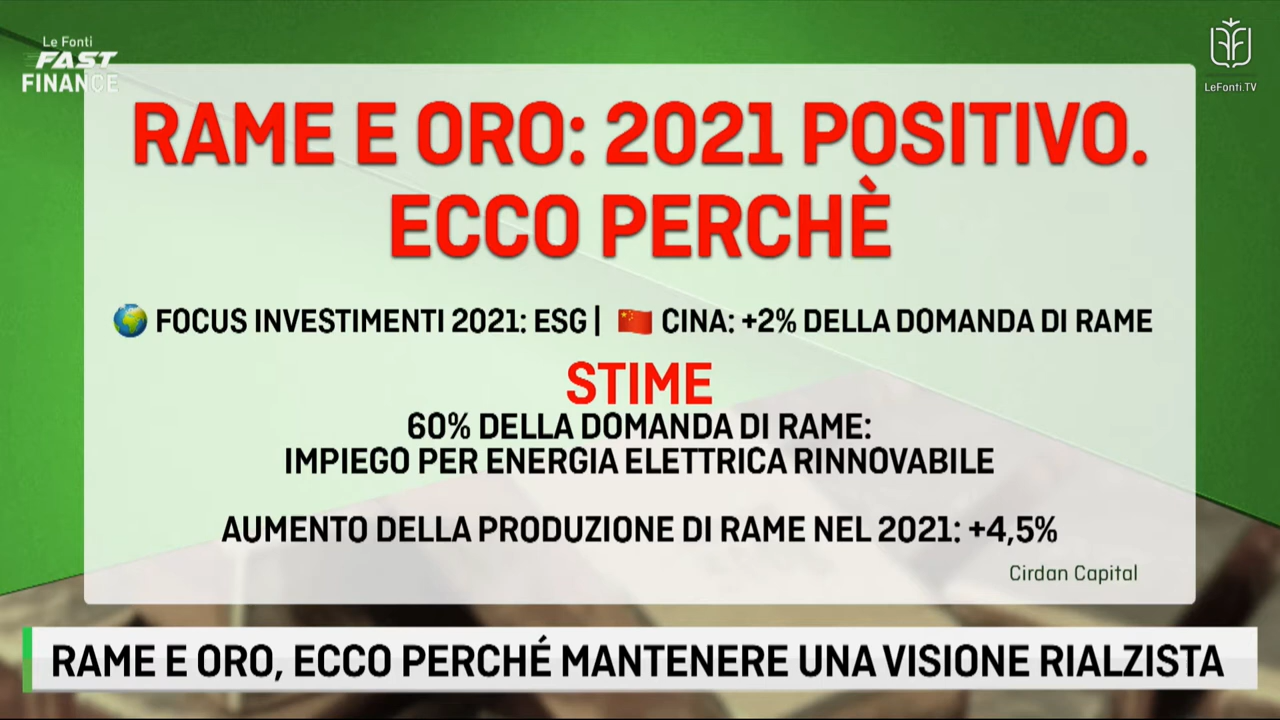 Le Fonti
FAST
FINANCE
LeFonti.TV
RAME E ORO: 2021 POSITIVO.
ECCO PERCHÈ
FOCUS INVESTIMENTI 2021: ESG | CINA: +2% DELLA DOMANDA DI RAME
STIME
60% DELLA DOMANDA DI RAME:
IMPIEGO PER ENERGIA ELETTRICA RINNOVABILE
AUMENTO DELLA PRODUZIONE DI RAME NEL 2021: +4,5%
Cirdan Capital
RAME E ORO, ECCO PERCHÉ MANTENERE UNA VISIONE RIALZISTA